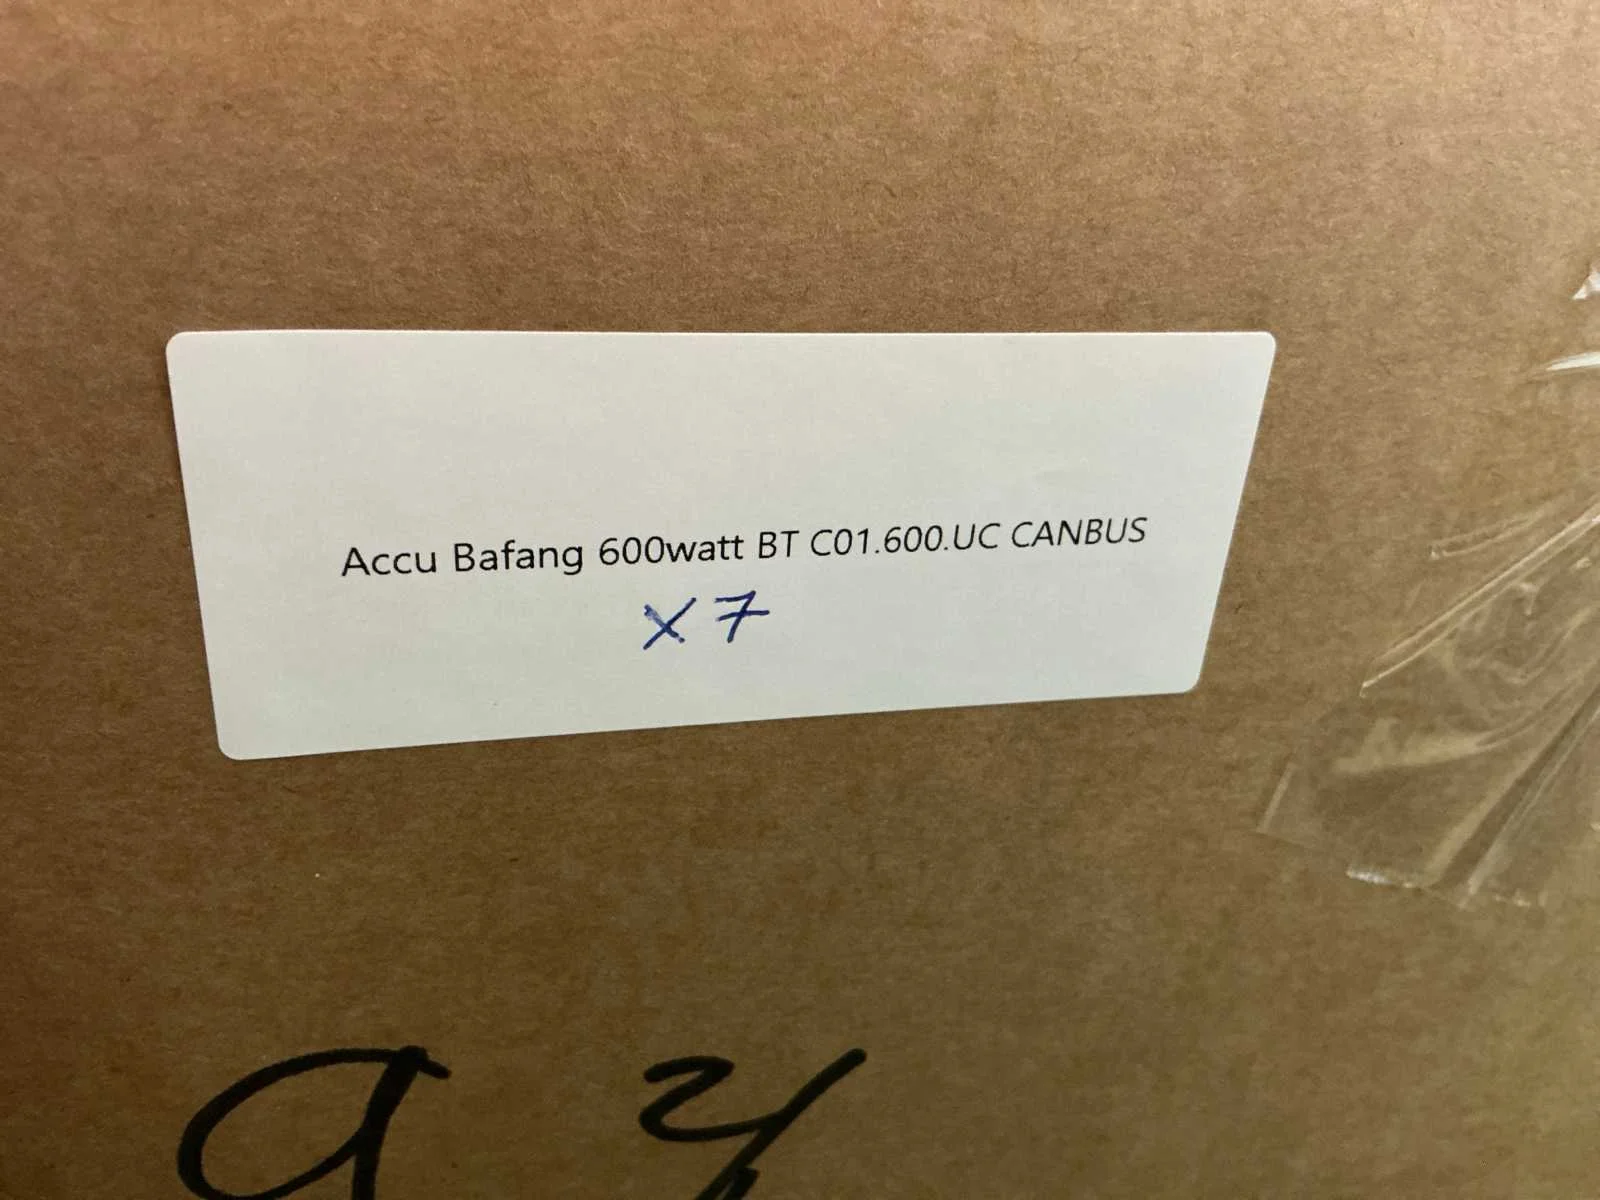 Accu Bafang 600watt BT C01.600.UC CANBUS
X7